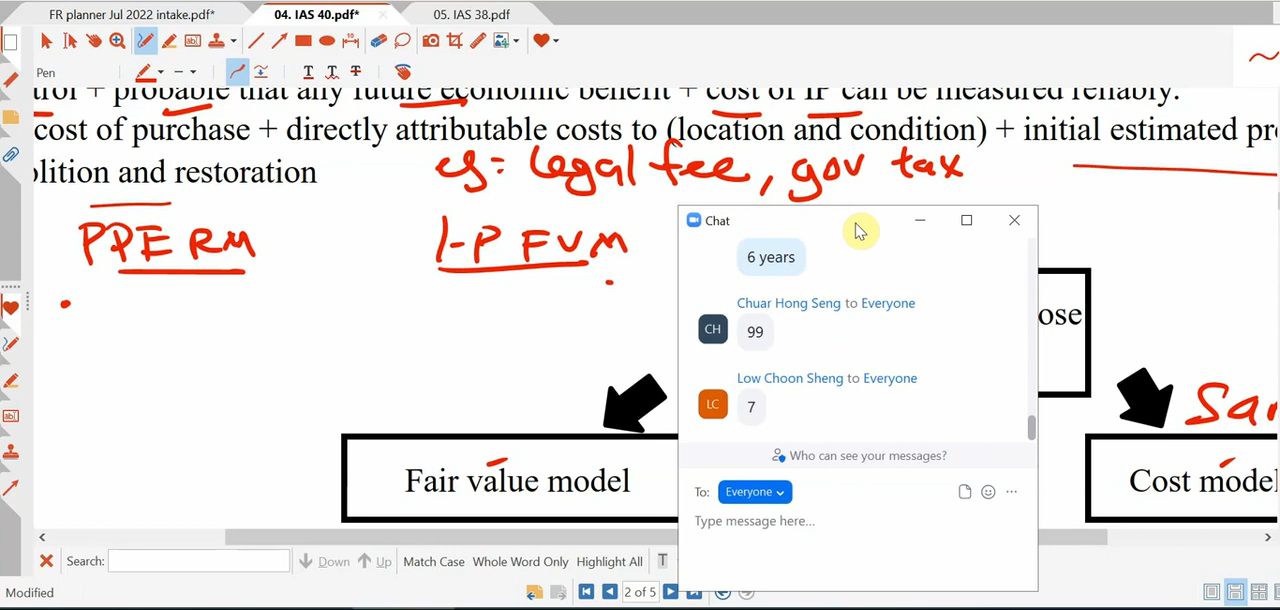 FR planner Jul 2022 intake.pdf*
04. IAS 40.pdf*
05. IAS 38.pdf
Pen
trol + probable that any future economic benefit + cost of IP can be measured reliably.
cost of purchase + directly attributable costs to (location and condition) + initial estimated pr
olition and restoration
eg: legal fee, gov tax
PPE RM
I-P FVM
Chat
6 years
Chuar Hong Seng to Everyone
CH
99
Low Choon Sheng to Everyone
LC
7
Who can see your messages?
To: Everyone
Type message here...
ose
Sam
Fair value model
Cost model
Search:
Down
Up
Match Case
Whole Word Only
Highlight All
Modified
2 of 5